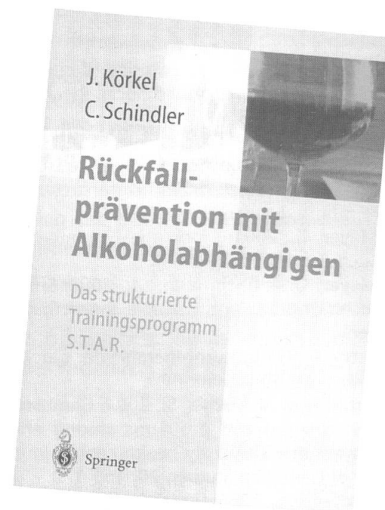 J. Körkel
C. Schindler
Rückfall-
prävention mit
Alkoholabhängigen
Das strukturierte
Trainingsprogramm
S.T.A.R.
Springer